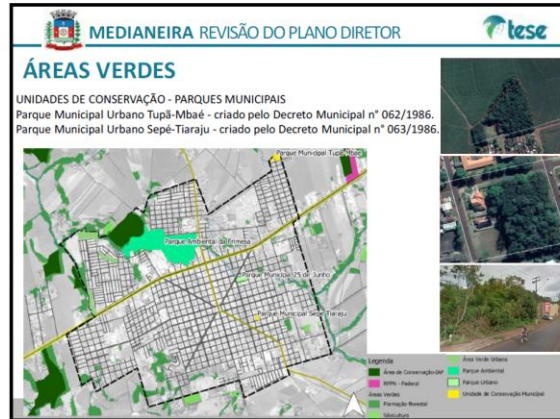 MEDIANEIRA REVISÃO DO PLANO DIRETOR
tese
ÁREAS VERDES
UNIDADES DE CONSERVAÇÃO - PARQUES MUNICIPAIS
Parque Municipal Urbano Tupã-Mbaé - criado pelo Decreto Municipal n° 062/1986.
Parque Municipal Urbano Sepé-Tiaraju - criado pelo Decreto Municipal n° 063/1986.
Parque Municipal Tupã-Mbaé
Parque Ambiental da Frimesa
Parque Municipal 25 de Junho
Parque Municipal Sepé Tiaraju
Legenda
Área de Conservação-IAP
RPPN - Federal
Áreas Verdes
Formação Florestal
Silvicultura
Área Verde Urbana
Parque Ambiental
Parque Urbano
Unidade de Conservação Municipal